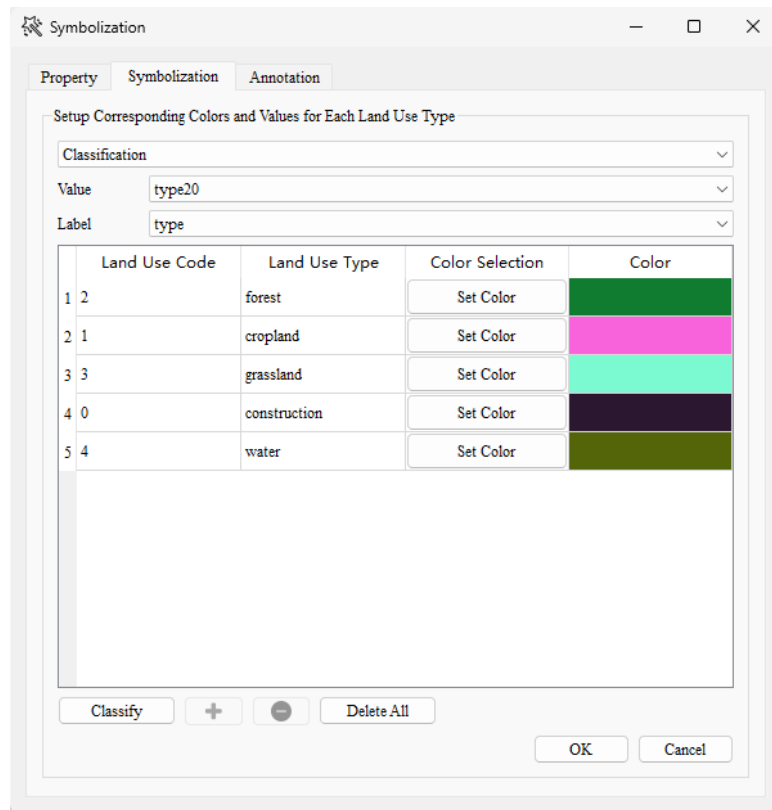 Symbolization
Property Symbolization Annotation
Setup Corresponding Colors and Values for Each Land Use Type
Classification
Value type20
Label type
Land Use Code Land Use Type Color Selection Color
1 2 forest Set Color
2 1 cropland Set Color
3 3 grassland Set Color
4 0 construction Set Color
5 4 water Set Color
Classify + − Delete All
OK Cancel